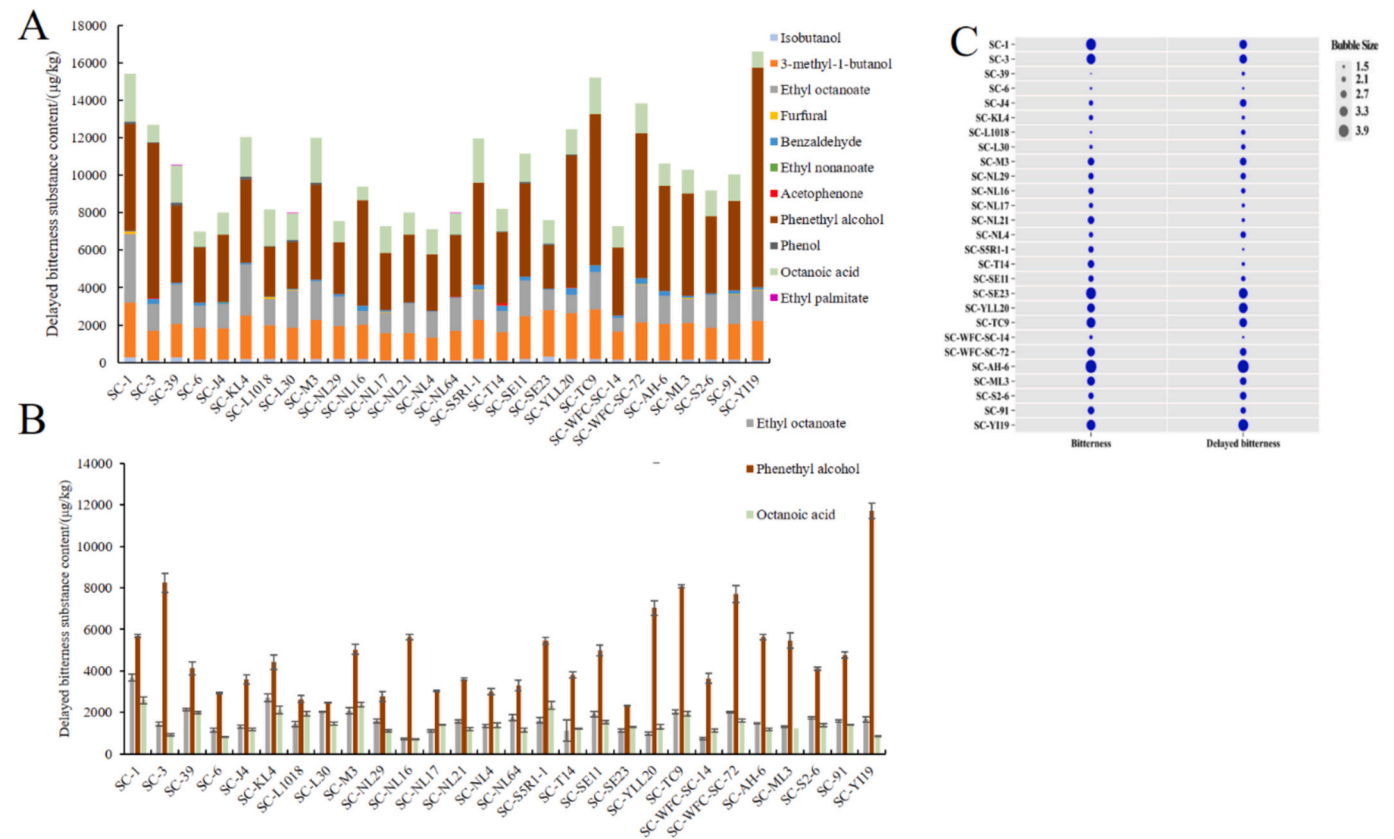 A
Delayed bitterness substance content/(μg/kg)
18000
16000
14000
12000
10000
8000
6000
4000
2000
0
Isobutanol
3-methyl-1-butanol
Ethyl octanoate
Furfural
Benzaldehyde
Ethyl nonanoate
Acetophenone
Phenethyl alcohol
Phenol
Octanoic acid
Ethyl palmitate
SC-1
SC-3
SC-39
SC-6
SC-J4
SC-KL4
SC-L1018
SC-L30
SC-M3
SC-NL29
SC-NL16
SC-NL17
SC-NL21
SC-NL4
SC-NL64
SC-S5R1-1
SC-T14
SC-SE11
SC-SE23
SC-YLL20
SC-TC9
SC-WFC-SC-14
SC-WFC-SC-72
SC-AH-6
SC-ML3
SC-S2-6
SC-91
SC-YI19
B
Delayed bitterness substance content/(μg/kg)
14000
12000
10000
8000
6000
4000
2000
0
Ethyl octanoate
Phenethyl alcohol
Octanoic acid
SC-1
SC-3
SC-39
SC-6
SC-J4
SC-KL4
SC-L1018
SC-L30
SC-M3
SC-NL29
SC-NL16
SC-NL17
SC-NL21
SC-NL4
SC-NL64
SC-S5R1-1
SC-T14
SC-SE11
SC-SE23
SC-YLL20
SC-TC9
SC-WFC-SC-14
SC-WFC-SC-72
SC-AH-6
SC-ML3
SC-S2-6
SC-91
SC-YI19
C
SC-1
SC-3
SC-39
SC-6
SC-J4
SC-KL4
SC-L1018
SC-L30
SC-M3
SC-NL29
SC-NL16
SC-NL17
SC-NL21
SC-NL4
SC-S5R1-1
SC-T14
SC-SE11
SC-SE23
SC-YLL20
SC-TC9
SC-WFC-SC-14
SC-WFC-SC-72
SC-AH-6
SC-ML3
SC-S2-6
SC-91
SC-YI19
Bitterness
Delayed bitterness
Bubble Size
1.5
2.1
2.7
3.3
3.9